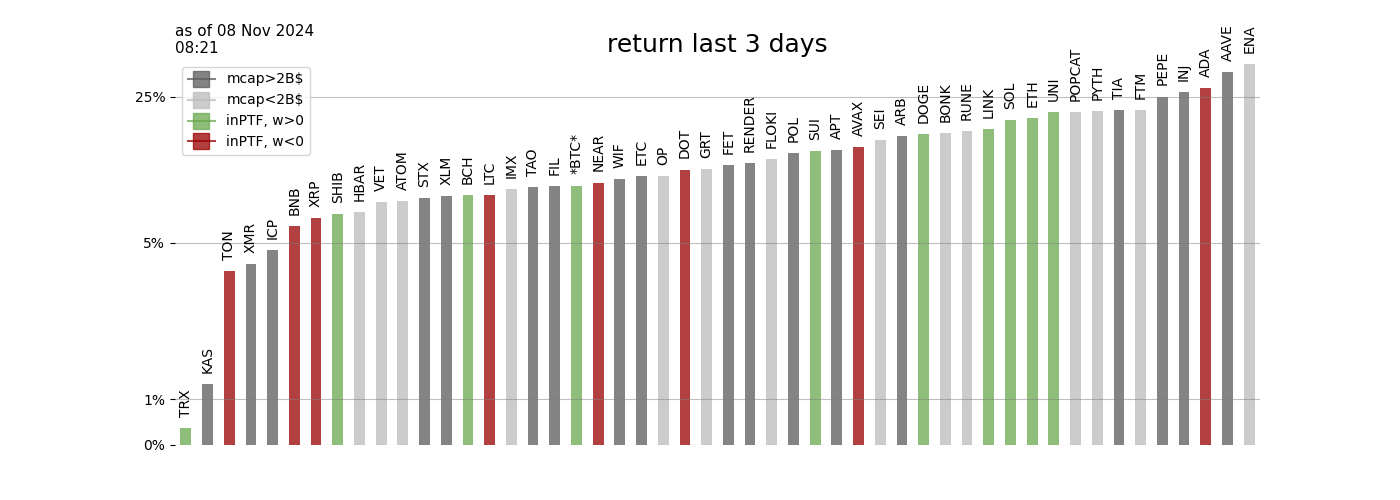 as of 08 Nov 2024
08:21
return last 3 days
mcap>2B$
mcap<2B$
inPTF, w>0
inPTF, w<0
25%
5%
1%
0%
TRX
KAS
TON
XMR
ICP
BNB
XRP
SHIB
HBAR
VET
ATOM
STX
XLM
BCH
LTC
IMX
TAO
FIL
*BTC*
NEAR
WIF
ETC
OP
DOT
GRT
FET
RENDER
FLOKI
POL
SUI
APT
AVAX
SEI
ARB
DOGE
BONK
RUNE
LINK
SOL
ETH
UNI
POPCAT
PYTH
TIA
FTM
PEPE
INJ
ADA
AAVE
ENA